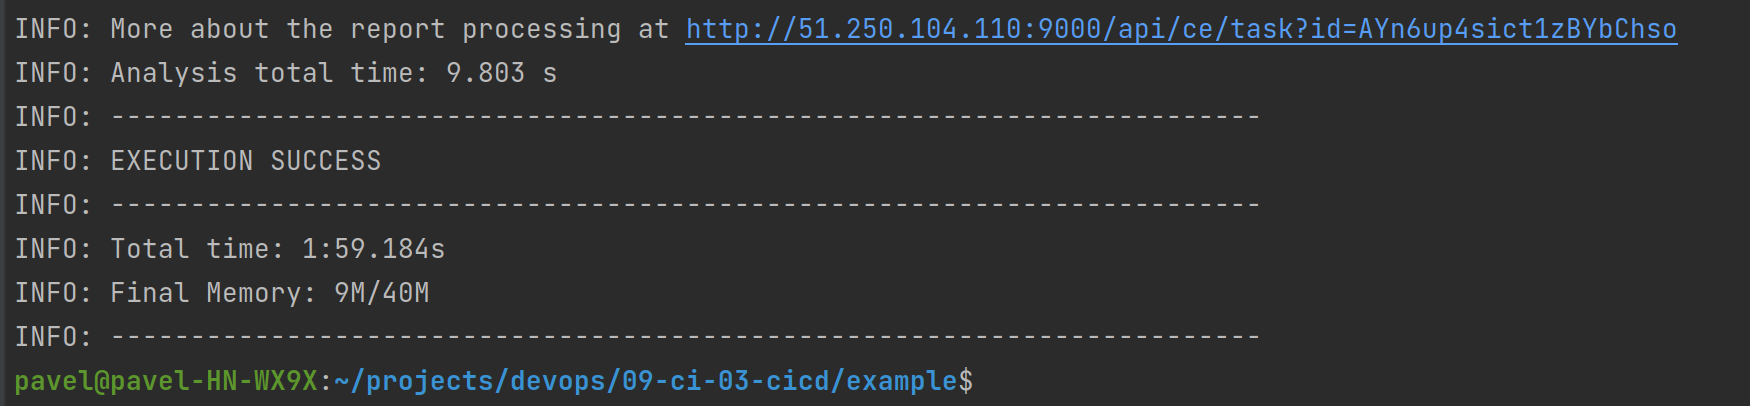 INFO: More about the report processing at http://51.250.104.110:9000/api/ce/task?id=AYn6up4sict1zBYbChso
INFO: Analysis total time: 9.803 s
INFO: ------------------------------------------------------------------------
INFO: EXECUTION SUCCESS
INFO: ------------------------------------------------------------------------
INFO: Total time: 1:59.184s
INFO: Final Memory: 9M/40M
INFO: ------------------------------------------------------------------------
pavel@pavel-HN-WX9X:~/projects/devops/09-ci-03-cicd/example$